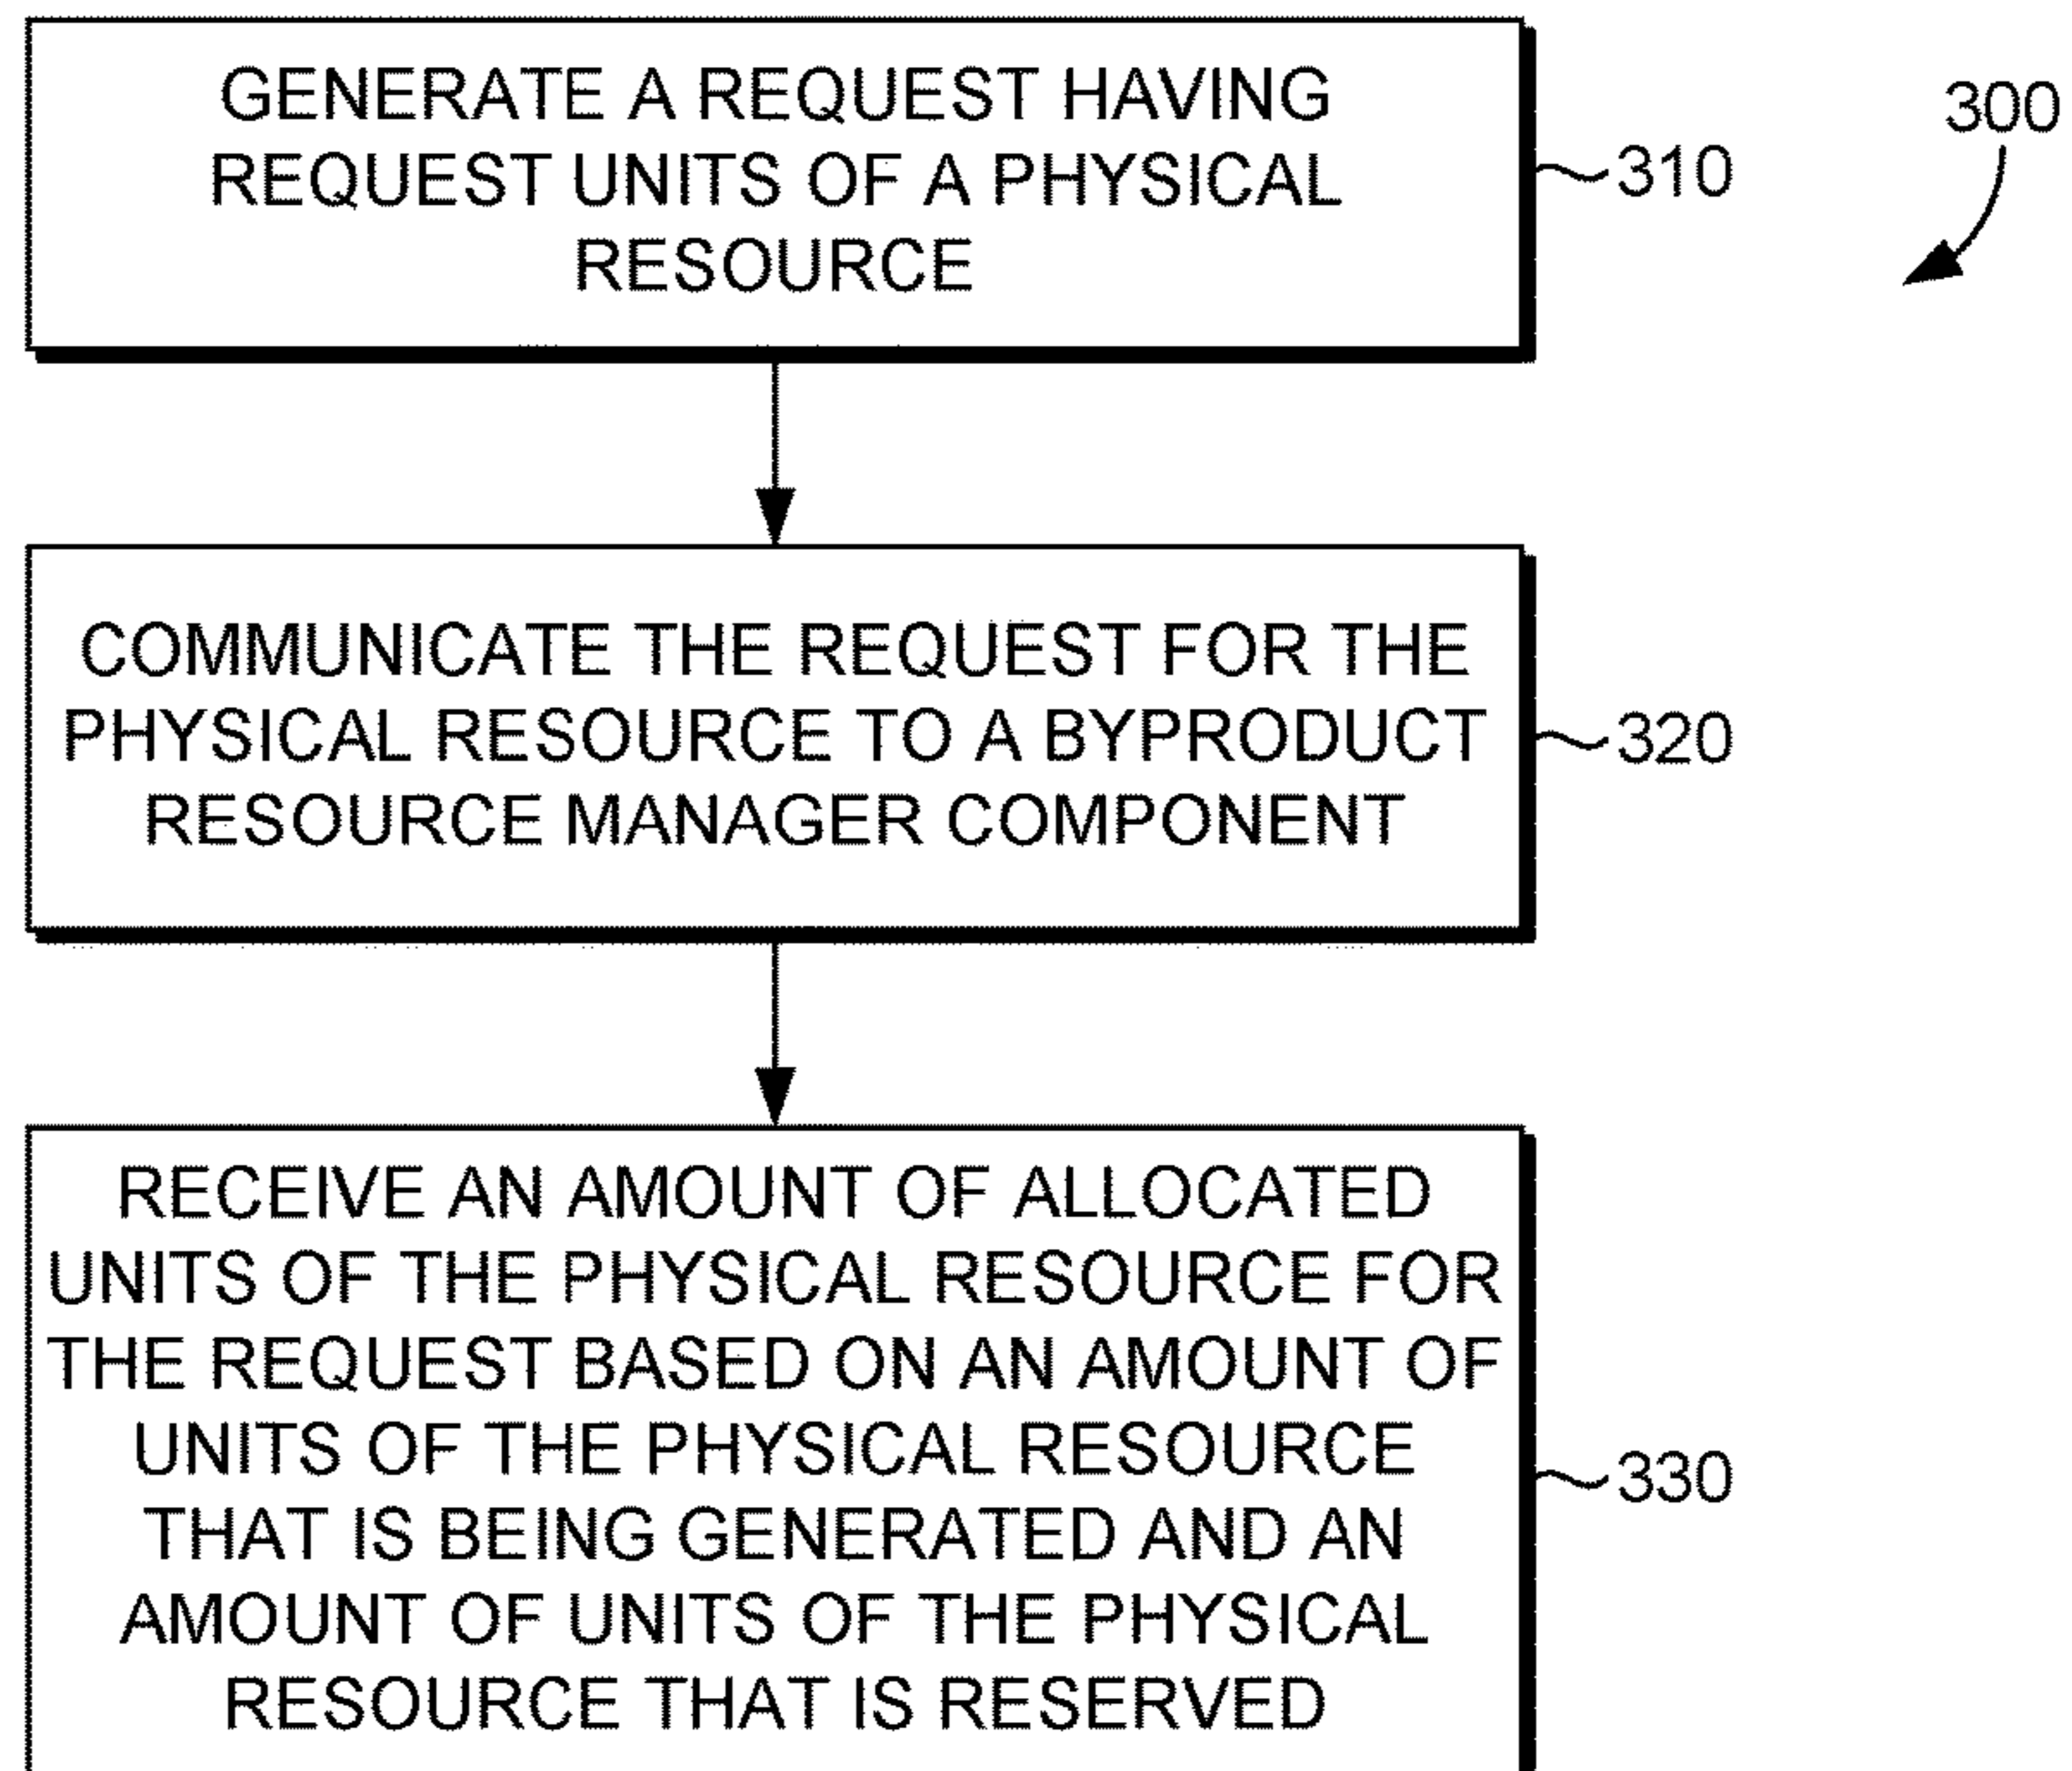 GENERATE A REQUEST HAVING
REQUEST UNITS OF A PHYSICAL
RESOURCE
310
300
COMMUNICATE THE REQUEST FOR THE
PHYSICAL RESOURCE TO A BYPRODUCT
RESOURCE MANAGER COMPONENT
320
RECEIVE AN AMOUNT OF ALLOCATED
UNITS OF THE PHYSICAL RESOURCE FOR
THE REQUEST BASED ON AN AMOUNT OF
UNITS OF THE PHYSICAL RESOURCE
THAT IS BEING GENERATED AND AN
AMOUNT OF UNITS OF THE PHYSICAL
RESOURCE THAT IS RESERVED
330